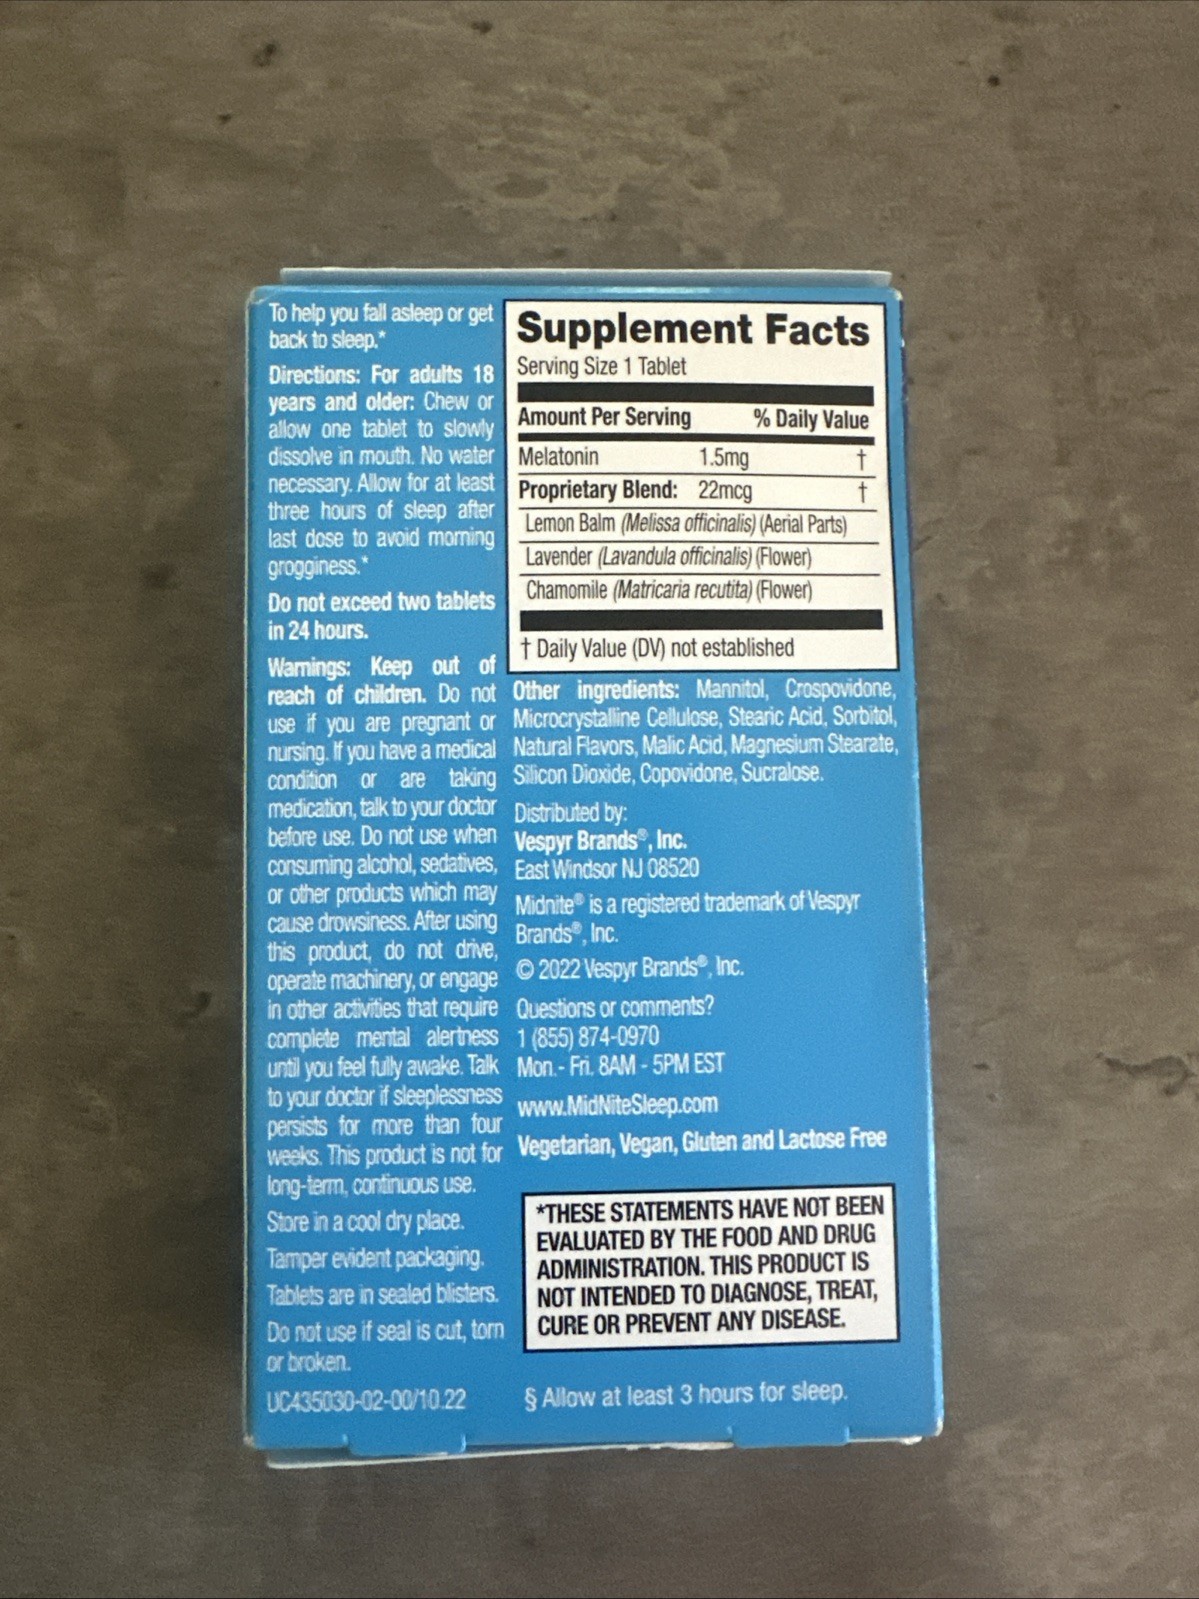 To help you fall asleep or get
back to sleep.*
Directions: For adults 18
years and older: Chew or
allow one tablet to slowly
dissolve in mouth. No water
necessary. Allow for at least
three hours of sleep after
last dose to avoid morning
grogginess.*
Do not exceed two tablets
in 24 hours.
Warnings: Keep out of
reach of children. Do not
use if you are pregnant or
nursing. If you have a medical
condition or are taking
medication, talk to your doctor
before use. Do not use when
consuming alcohol, sedatives,
or other products which may
cause drowsiness. After using
this product, do not drive,
operate machinery, or engage
in other activities that require
complete mental alertness
until you feel fully awake. Talk
to your doctor if sleeplessness
persists for more than four
weeks. This product is not for
long-term, continuous use.
Store in a cool dry place.
Tamper evident packaging.
Tablets are in sealed blisters.
Do not use if seal is cut, torn
or broken.
UC435030-02-00/10.22
Supplement Facts
Serving Size 1 Tablet
Amount Per Serving % Daily Value
Melatonin 1.5mg †
Proprietary Blend: 22mcg †
Lemon Balm (Melissa officinalis) (Aerial Parts)
Lavender (Lavandula officinalis) (Flower)
Chamomile (Matricaria recutita) (Flower)
† Daily Value (DV) not established
Other ingredients: Mannitol, Crospovidone,
Microcrystalline Cellulose, Stearic Acid, Sorbitol,
Natural Flavors, Malic Acid, Magnesium Stearate,
Silicon Dioxide, Copovidone, Sucralose.
Distributed by:
Vespyr Brands®, Inc.
East Windsor NJ 08520
Midnite® is a registered trademark of Vespyr
Brands®, Inc.
© 2022 Vespyr Brands®, Inc.
Questions or comments?
1 (855) 874-0970
Mon.- Fri. 8AM - 5PM EST
www.MidNiteSleep.com
Vegetarian, Vegan, Gluten and Lactose Free
*THESE STATEMENTS HAVE NOT BEEN
EVALUATED BY THE FOOD AND DRUG
ADMINISTRATION. THIS PRODUCT IS
NOT INTENDED TO DIAGNOSE, TREAT,
CURE OR PREVENT ANY DISEASE.
§ Allow at least 3 hours for sleep.